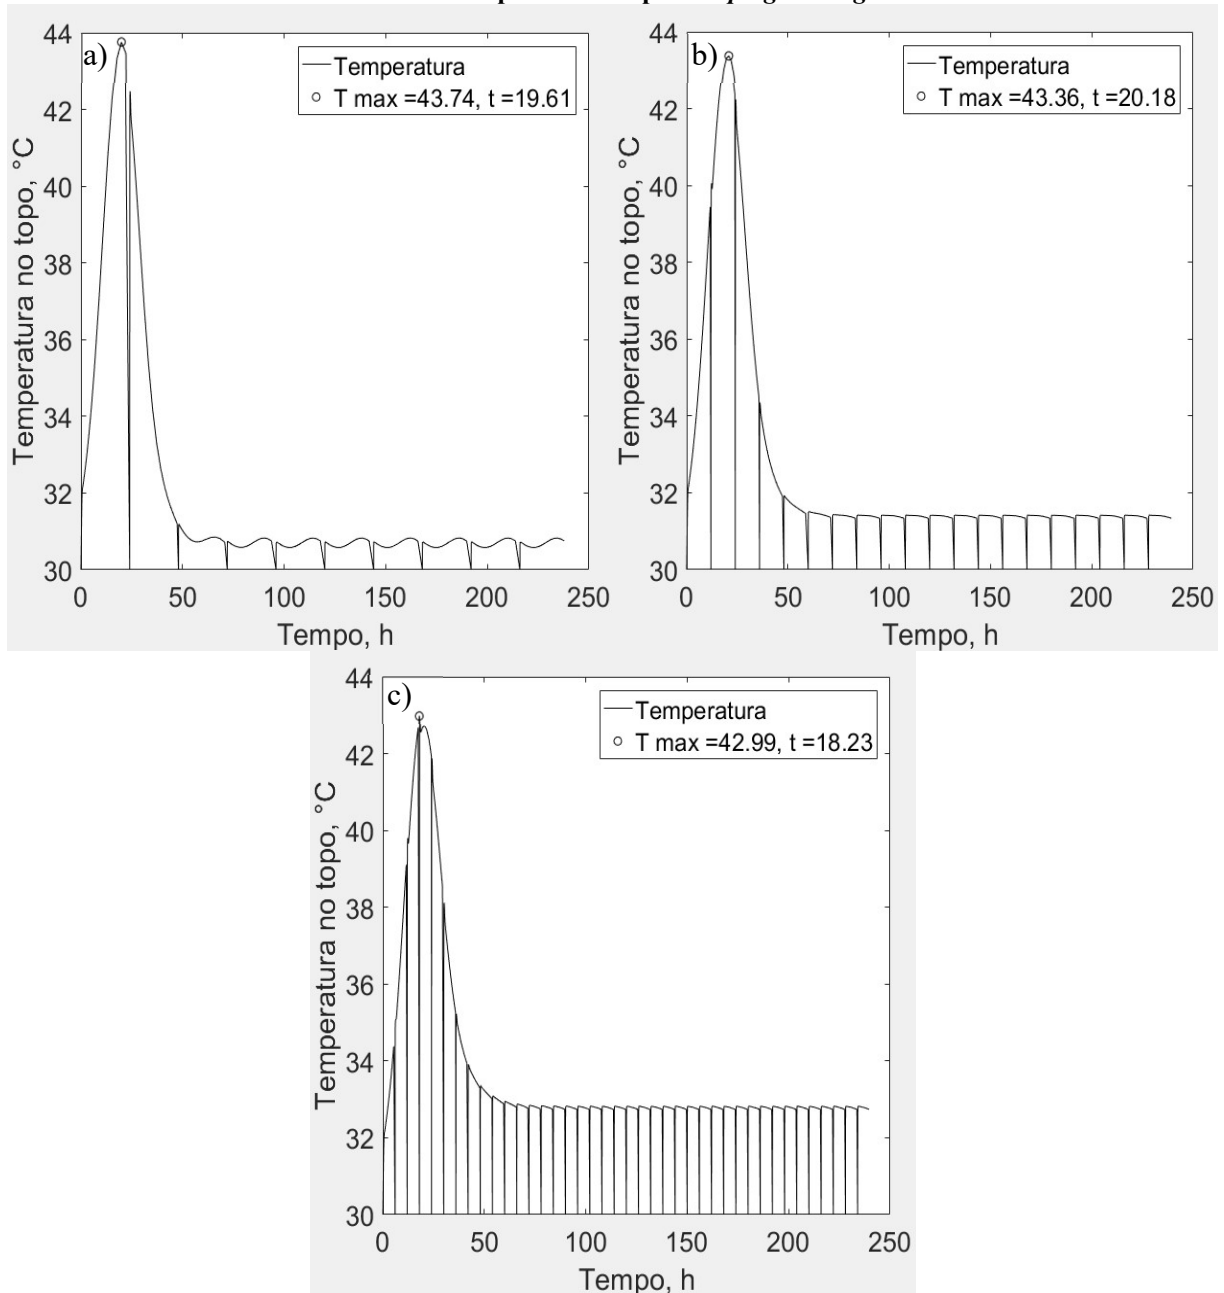 a)
Temperatura
T max =43.74, t =19.61
Temperatura no topo, °C
44
42
40
38
36
34
32
30
0 50 100 150 200 250
Tempo, h
b)
Temperatura
T max =43.36, t =20.18
Temperatura no topo, °C
44
42
40
38
36
34
32
30
0 50 100 150 200 250
Tempo, h
c)
Temperatura
T max =42.99, t =18.23
Temperatura no topo, °C
44
42
40
38
36
34
32
30
0 50 100 150 200 250
Tempo, h